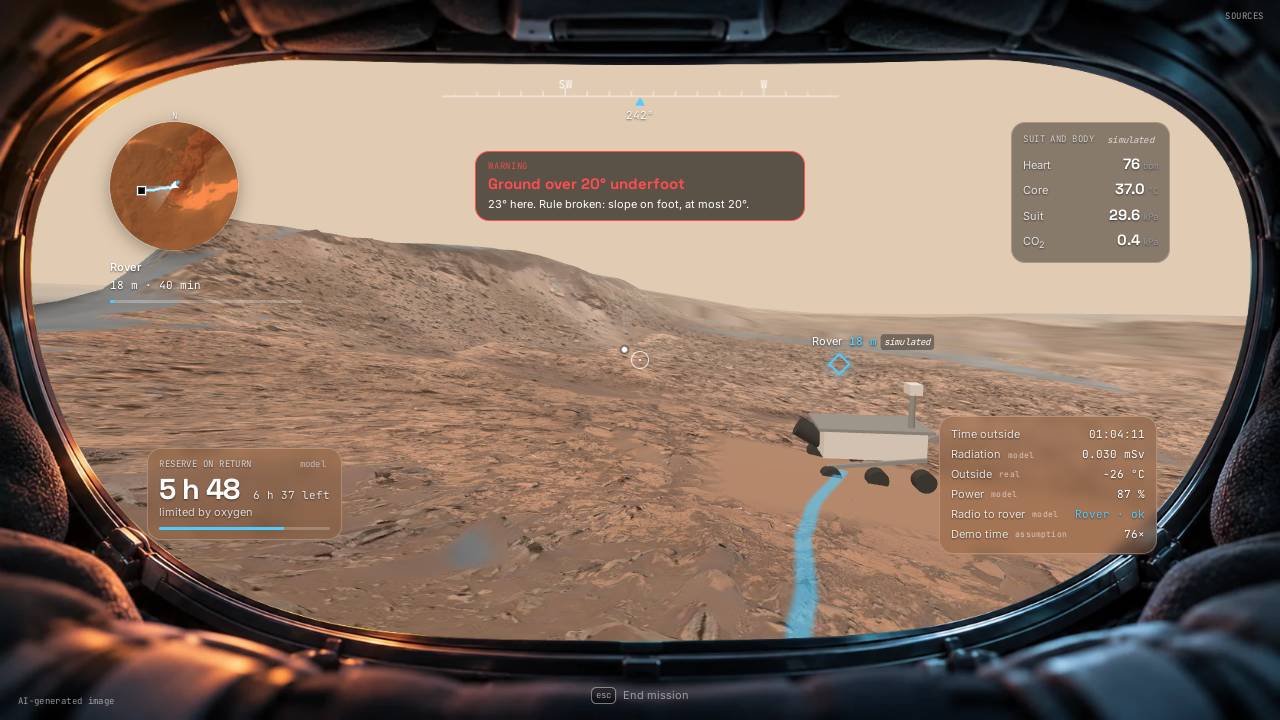 SOURCES
SW
W
242°
N
WARNING
Ground over 20° underfoot
23° here. Rule broken: slope on foot, at most 20°.
SUIT AND BODY simulated
Heart 76 bpm
Core 37.0 °C
Suit 29.6 kPa
CO2 0.4 kPa
Rover
18 m · 40 min
Rover 18 m simulated
RESERVE ON RETURN model
5 h 48 6 h 37 left
limited by oxygen
Time outside 01:04:11
Radiation model 0.030 mSv
Outside real -26 °C
Power model 87 %
Radio to rover model Rover · ok
Demo time assumption 76×
esc End mission
AI-generated image